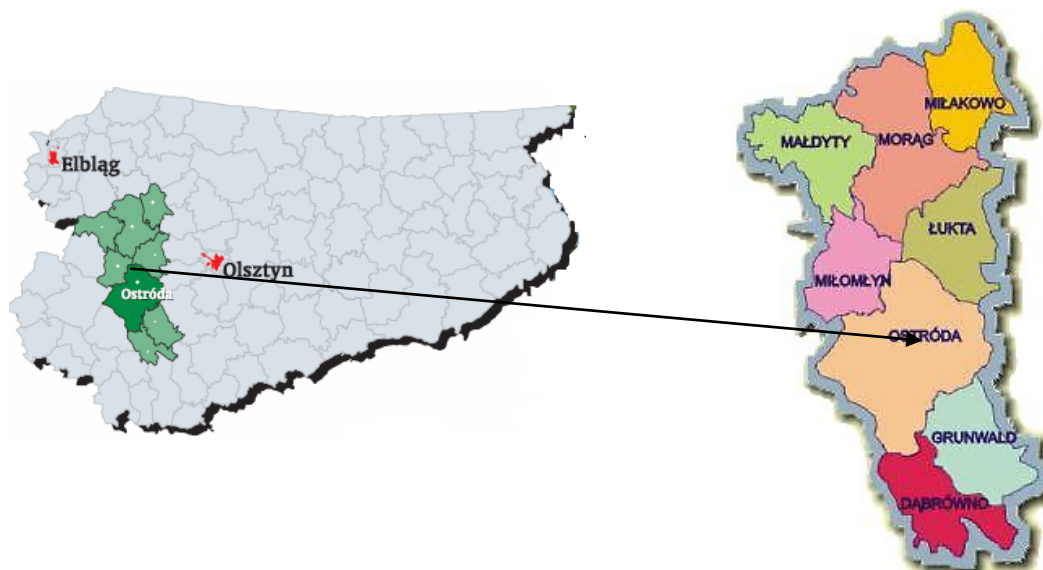 Elbląg
Olsztyn
Ostróda
MIŁAKOWO
MAŁDYTY
MORĄG
ŁUKTA
MIŁOMŁYN
OSTRÓDA
GRUNWALD
DĄBRÓWNO